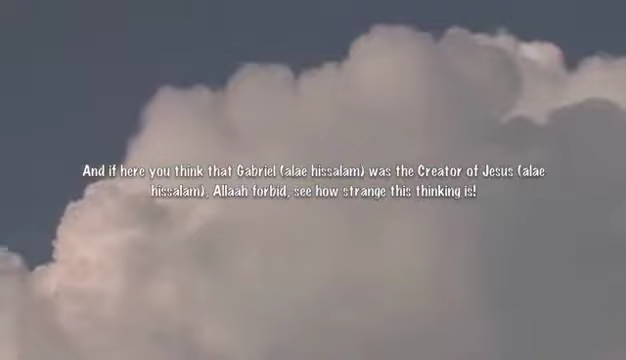 And if here you think that Gabriel (alae hissalam) was the Creator of Jesus (alae
hissalam), Allaah forbid, see how strange this thinking is!